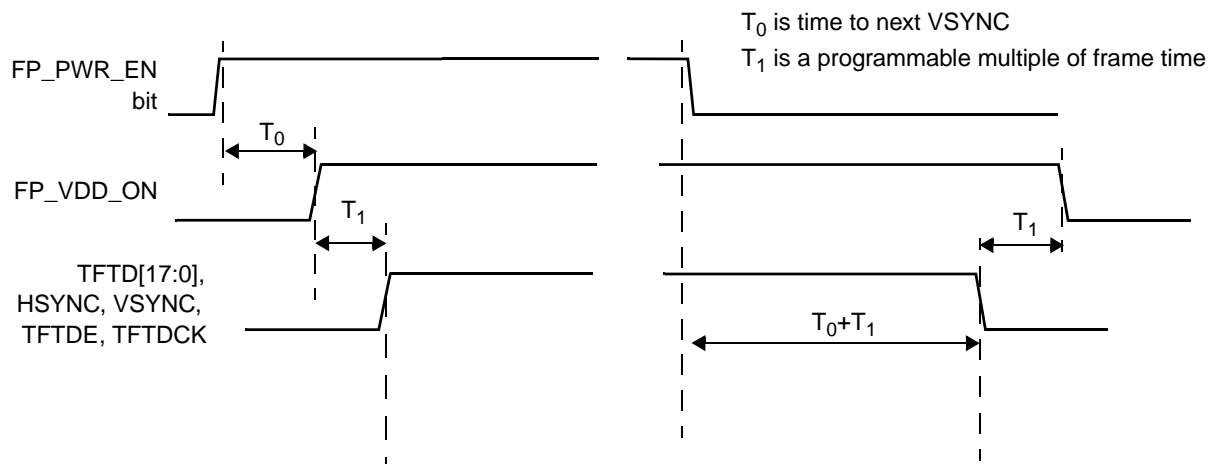 T₀ is time to next VSYNC
T₁ is a programmable multiple of frame time
FP_PWR_EN
bit
T₀
FP_VDD_ON
T₁
T₁
TFTD[17:0],
HSYNC, VSYNC,
TFTDE, TFTDCK
T₀+T₁